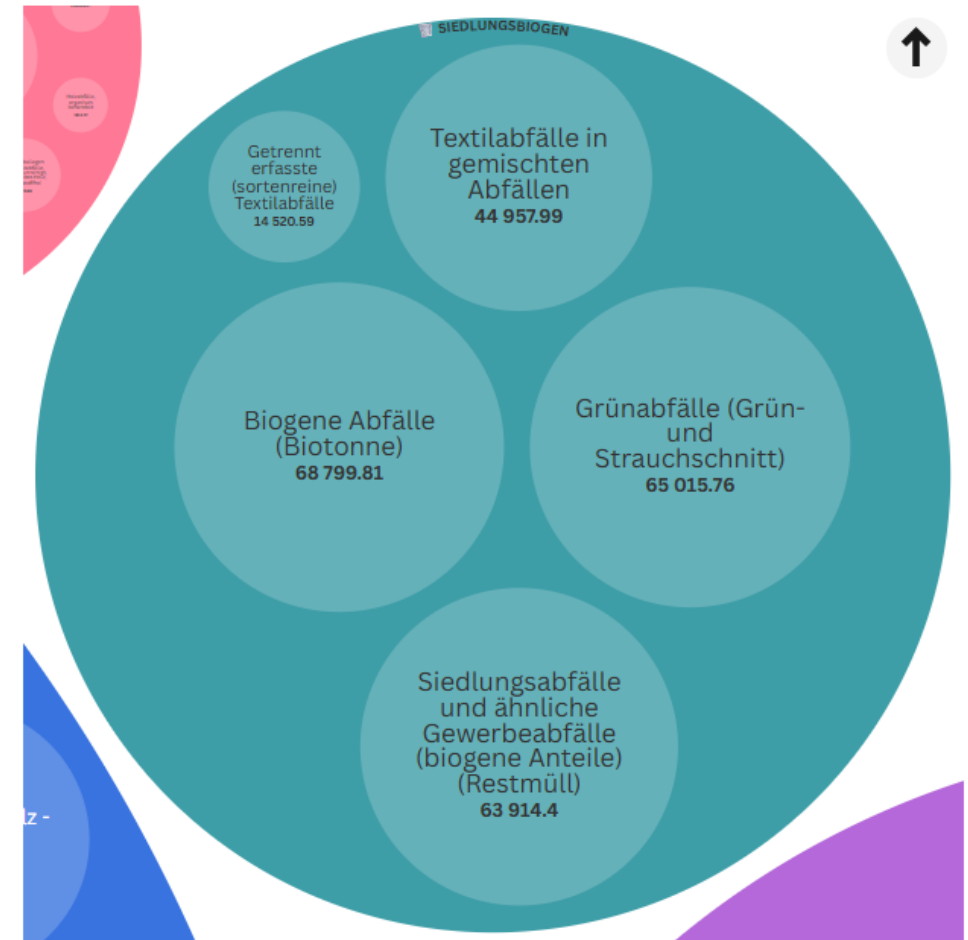 SIEDLUNGSBIOGEN
Textilabfälle in
gemischten
Abfällen
44 957.99
Getrennt
erfasste
(sortenreine)
Textilabfälle
14 520.59
Biogene Abfälle
(Biotonne)
68 799.81
Grünabfälle (Grün-
und
Strauchschnitt)
65 015.76
Siedlungsabfälle
und ähnliche
Gewerbeabfälle
(biogene Anteile)
(Restmüll)
63 914.4
lz -